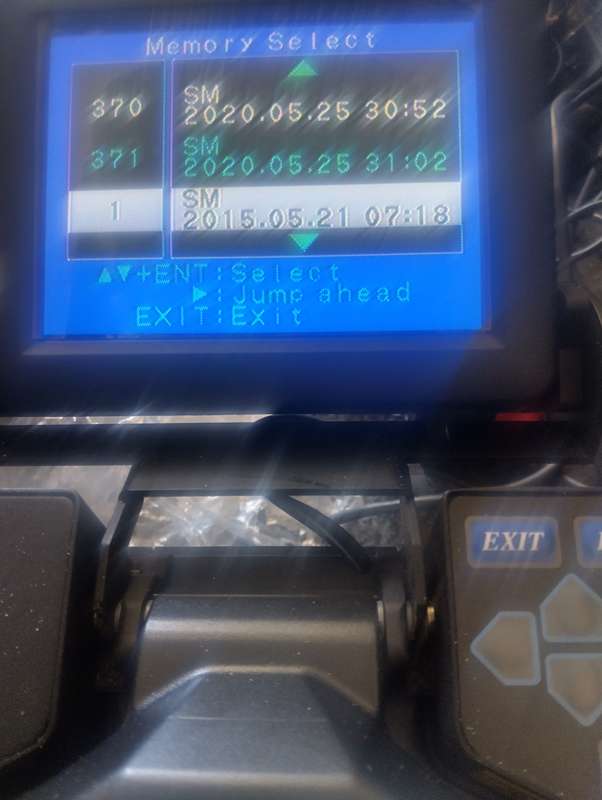 Memory Select
370
SM
2020.05.25 30:52
371
SM
2020.05.25 31:02
1
SM
2015.05.21 07:18
▲▼+ENT:Select
►:Jump ahead
EXIT:Exit
EXIT